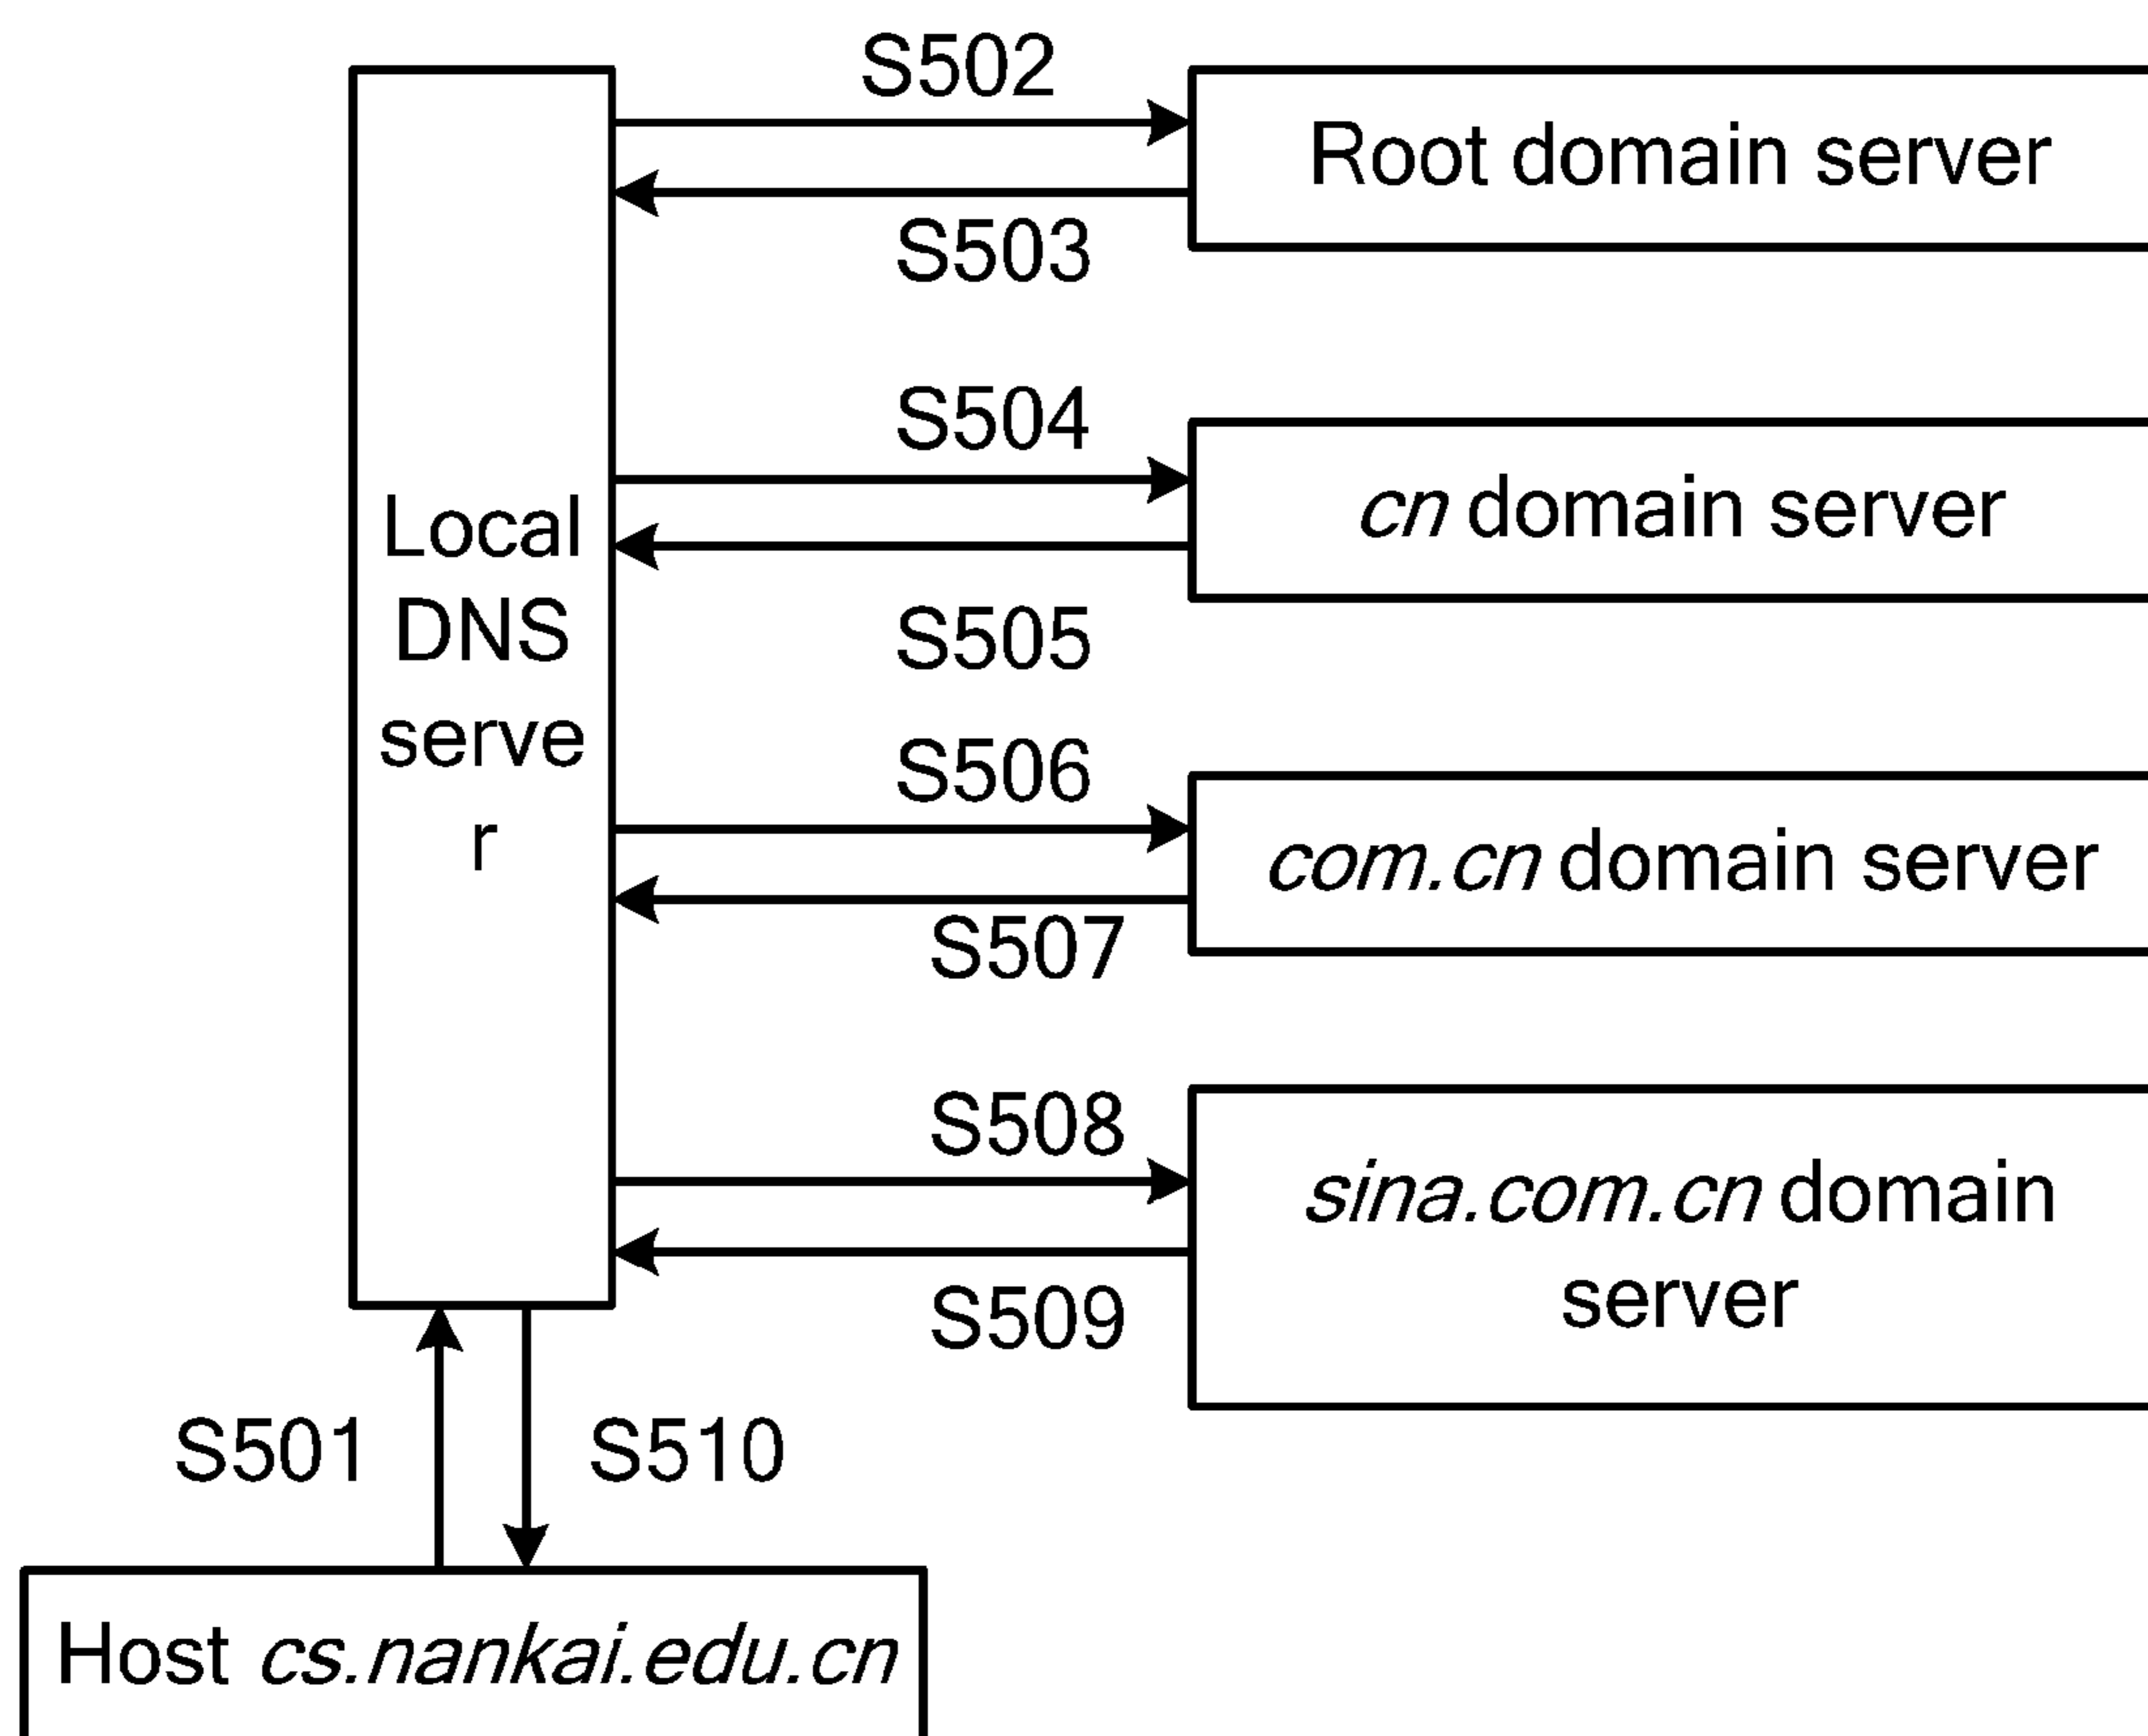 S502
Root domain server
S503
S504
cn domain server
S505
Local
DNS
serve
r
S506
com.cn domain server
S507
S508
sina.com.cn domain
server
S509
S501
S510
Host cs.nankai.edu.cn